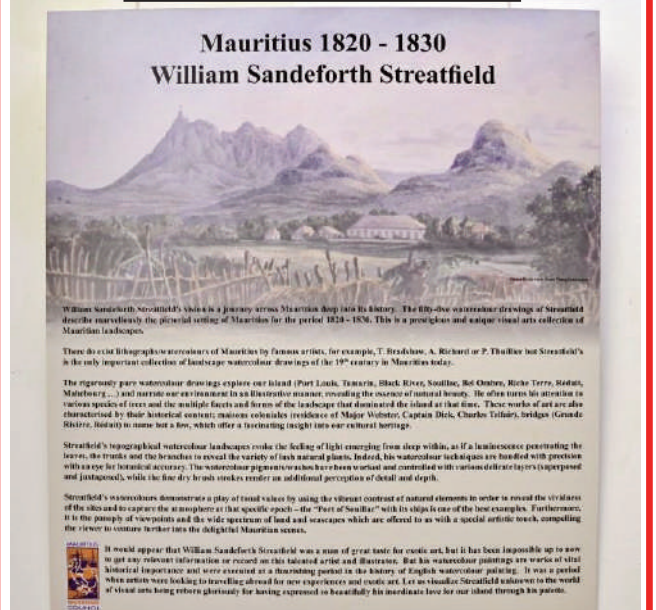 Mauritius 1820 - 1830
William Sandeforth Streatfield
William Sandeforth Streatfield's vision is a journey across Mauritius deep into its history. The fifty-five watercolour drawings of Streatfield
describe marvellously the pictorial setting of Mauritius for the period 1820 - 1830. This is a prestigious and unique visual arts collection of
Mauritian landscapes.
There do exist lithographs/watercolours of Mauritius by famous artists, for example, T. Bradshaw, A. Richard or P. Thuillier but Streatfield's
is the only important collection of landscape watercolour drawings of the 19th century in Mauritius today.
The rigorously pure watercolour drawings explore our island (Port Louis, Tamarin, Black River, Souillac, Bel Ombre, Riche Terre, Réduit,
Mahebourg...) and narrate our environment in an illustrative manner, revealing the essence of natural beauty. He often turns his attention to
various species of trees and the multiple facets and forms of the landscape that dominated the island at that time. These works of art are also
characterised by their historical content; maisons coloniales (residence of Major Webster, Captain Dick, Charles Telfair), bridges (Grande
Rivière, Réduit) to name but a few, which offer a fascinating insight into our cultural heritage.
Streatfield's topographical watercolour landscapes evoke the feeling of light emerging from deep within, as if a luminescence penetrating the
leaves, the trunks and the branches to reveal the variety of lush natural plants. Indeed, his watercolour techniques are handled with precision
with an eye for botanical accuracy. The watercolour pigments/washes have been worked and controlled with various delicate layers (superposed
and juxtaposed), while the fine dry brush strokes render an additional perception of detail and depth.
Streatfield's watercolours demonstrate a play of tonal values by using the vibrant contrast of natural elements in order to reveal the vividness
of the sites and to capture the atmosphere at that specific epoch – the "Port of Souillac" with its ships is one of the best examples. Furthermore,
it is the panoply of viewpoints and the wide spectrum of land and seascapes which are offered to us with a special artistic touch, compelling
the viewer to venture further into the delightful Mauritian scenes.
It would appear that William Sandeforth Streatfield was a man of great taste for exotic art, but it has been impossible up to now
to get any relevant information or record on this talented artist and illustrator. But his watercolour paintings are works of vital
historical importance and were executed at a flourishing period in the history of English watercolour painting. It was a period
when artists were looking to travelling abroad for new experiences and exotic art. Let us visualize Streatfield unknown to the world
of visual arts being reborn gloriously for having expressed so beautifully his inordinate love for our island through his palette.
MAURITIUS
COUNCIL